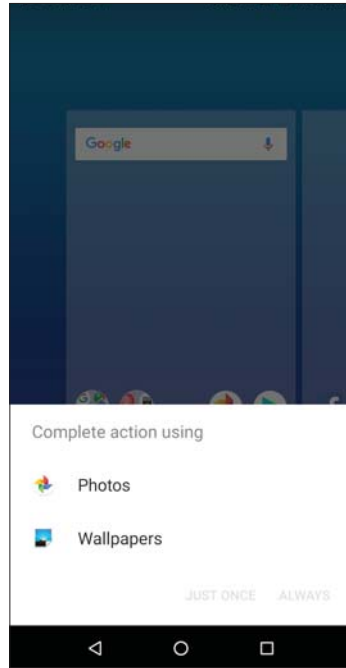 Google
Complete action using
Photos
Wallpapers
JUST ONCE ALWAYS